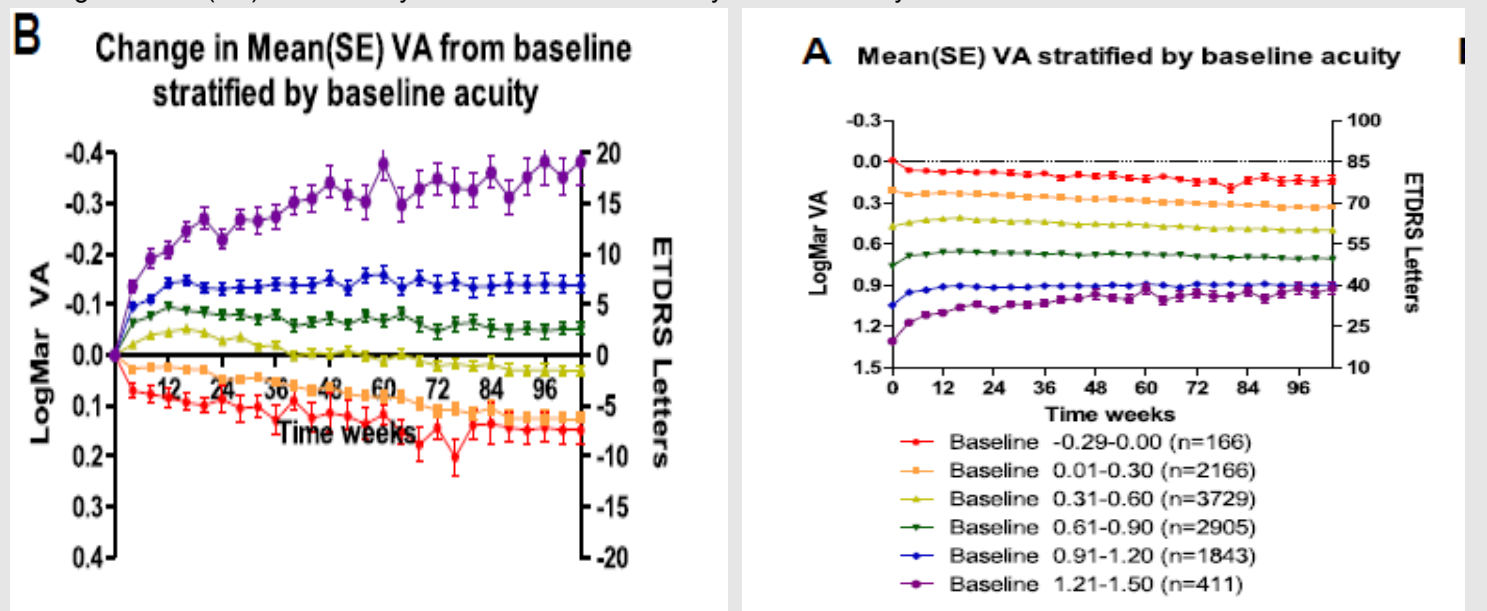 B
Change in Mean(SE) VA from baseline
stratified by baseline acuity
-0.4
-0.3
-0.2
-0.1
0.0
0.1
0.2
0.3
0.4
LogMar VA
20
15
10
5
0
-5
-10
-15
-20
ETDRS Letters
12 24 36 48 60 72 84 96
Time weeks
A
Mean(SE) VA stratified by baseline acuity
-0.3
0.0
0.3
0.6
0.9
1.2
1.5
LogMar VA
100
85
70
55
40
25
10
ETDRS Letters
0 12 24 36 48 60 72 84 96
Time weeks
Baseline -0.29-0.00 (n=166)
Baseline 0.01-0.30 (n=2166)
Baseline 0.31-0.60 (n=3729)
Baseline 0.61-0.90 (n=2905)
Baseline 0.91-1.20 (n=1843)
Baseline 1.21-1.50 (n=411)